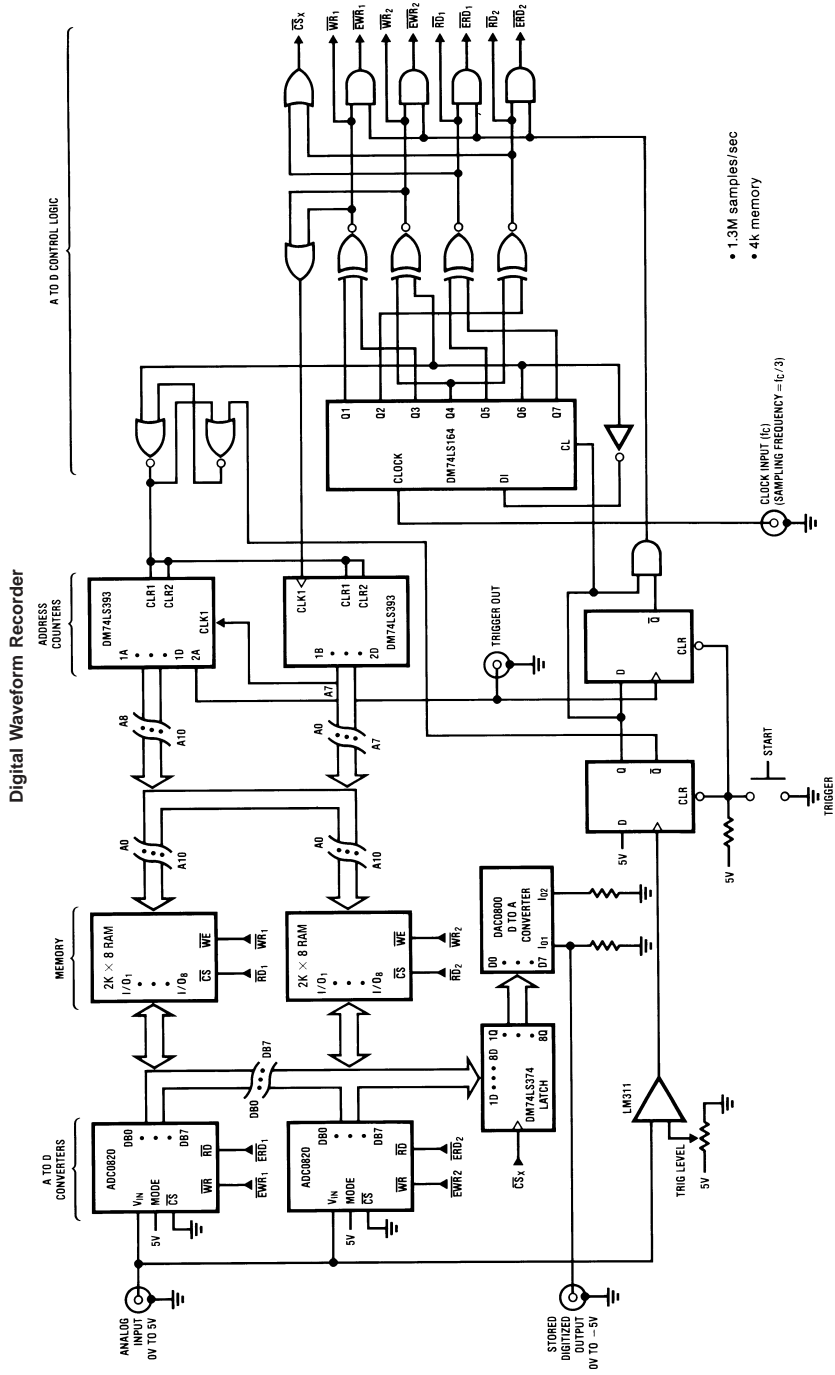 Digital Waveform Recorder
A TO D
CONVERTERS
MEMORY
ADDRESS
COUNTERS
A TO D CONTROL LOGIC
ANALOG
INPUT
0V TO 5V
ADC0820
VIN
MODE
CS
5V
DB0
DB7
WR
RD
EWR1
ERD1
ADC0820
VIN
MODE
CS
5V
DB0
DB7
WR
RD
EWR2
ERD2
DB0
DB7
2K × 8 RAM
I/O1
I/O8
CS
WE
RD1
WR1
2K × 8 RAM
I/O1
I/O8
CS
WE
RD2
WR2
A0
A10
A0
A10
A8
A10
A0
A7
A7
DM74LS393
1A
1D
2A
CLR1
CLR2
CLK1
DM74LS393
1B
2D
CLK1
CLR1
CLR2
CLOCK
DM74LS164
DI
CL
Q1
Q2
Q3
Q4
Q5
Q6
Q7
CSX
WR1
EWR1
WR2
EWR2
RD1
ERD1
RD2
ERD2
1D
8D
1Q
8Q
DM74LS374
LATCH
CSX
DAC0800
D TO A
CONVERTER
D0
D7
IO1
IO2
STORED
DIGITIZED
OUTPUT
0V TO −5V
LM311
TRIG LEVEL
5V
5V
D
Q
Q
CLR
D
Q
CLR
5V
START
TRIGGER
TRIGGER OUT
CLOCK INPUT (fC)
(SAMPLING FREQUENCY = fC/3)
• 1.3M samples/sec
• 4k memory